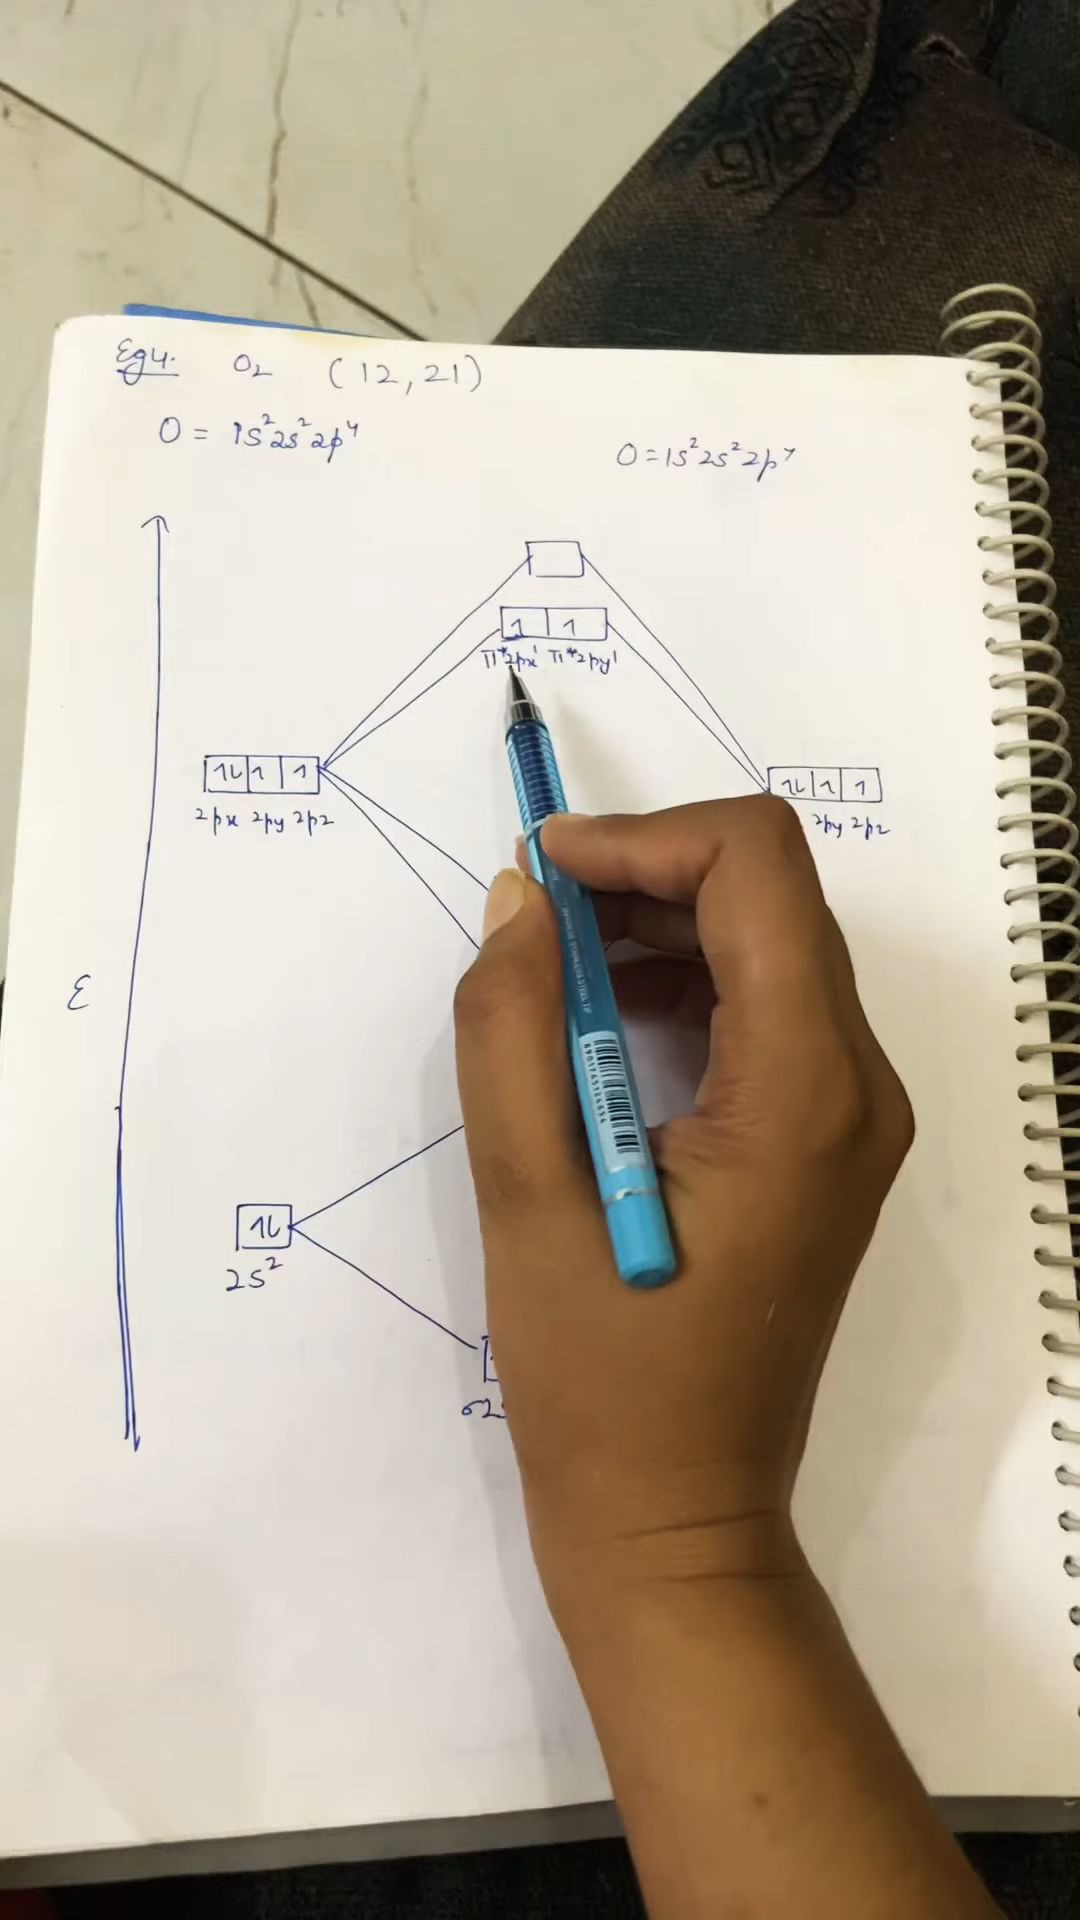 Eg4. O₂ (12,21)
O = 1s²2s²2p⁴
O = 1s²2s²2p⁴
1 1
π*2px¹ π*2py¹
1l 1 1
1l 1 1
2px 2py 2pz
2py 2pz
E
1l
2s²
σ2s